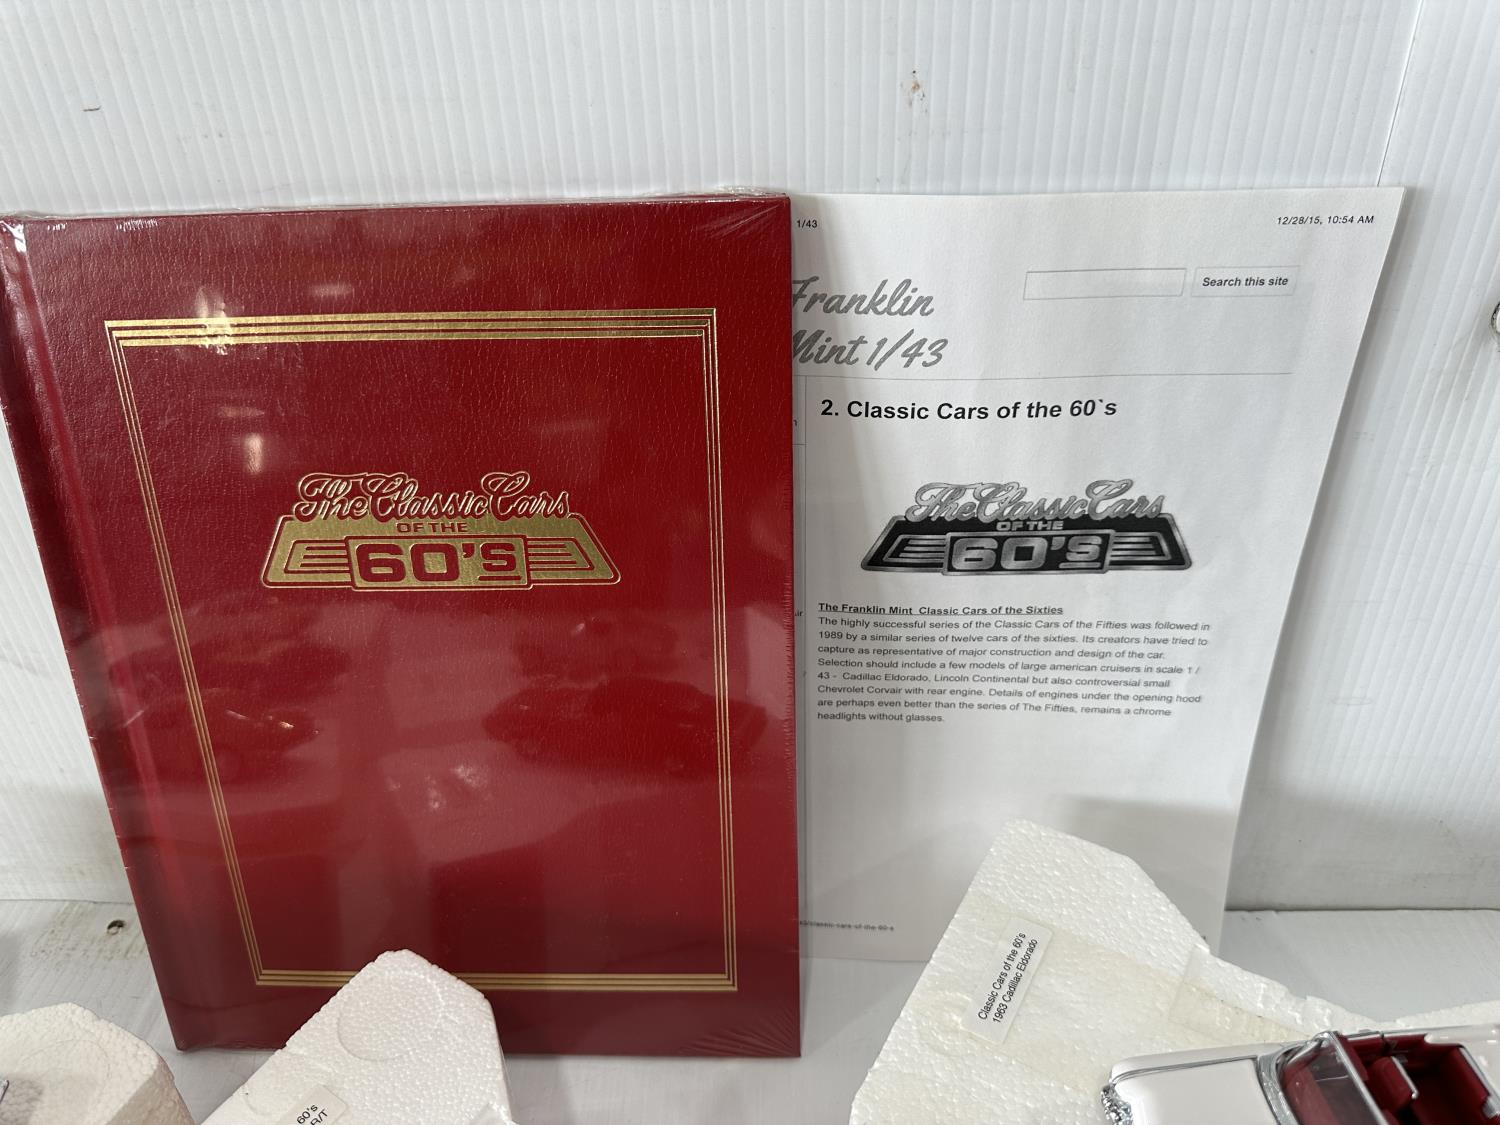 The Classic Cars
OF THE
60's
1/43
12/28/15, 10:54 AM
Franklin
Mint 1/43
Search this site
2. Classic Cars of the 60`s
The Classic Cars
OF THE
60's
The Franklin Mint Classic Cars of the Sixties
The highly successful series of the Classic Cars of the Fifties was followed in
1989 by a similar series of twelve cars of the sixties. Its creators have tried to
capture as representative of major construction and design of the car.
Selection should include a few models of large american cruisers in scale 1 /
43 - Cadillac Eldorado, Lincoln Continental but also controversial small
Chevrolet Corvair with rear engine. Details of engines under the opening hood
are perhaps even better than the series of The Fifties, remains a chrome
headlights without glasses.
/classic-cars-of-the-60-s
Classic Cars of the 60's
1963 Cadillac Eldorado
60's
R/T